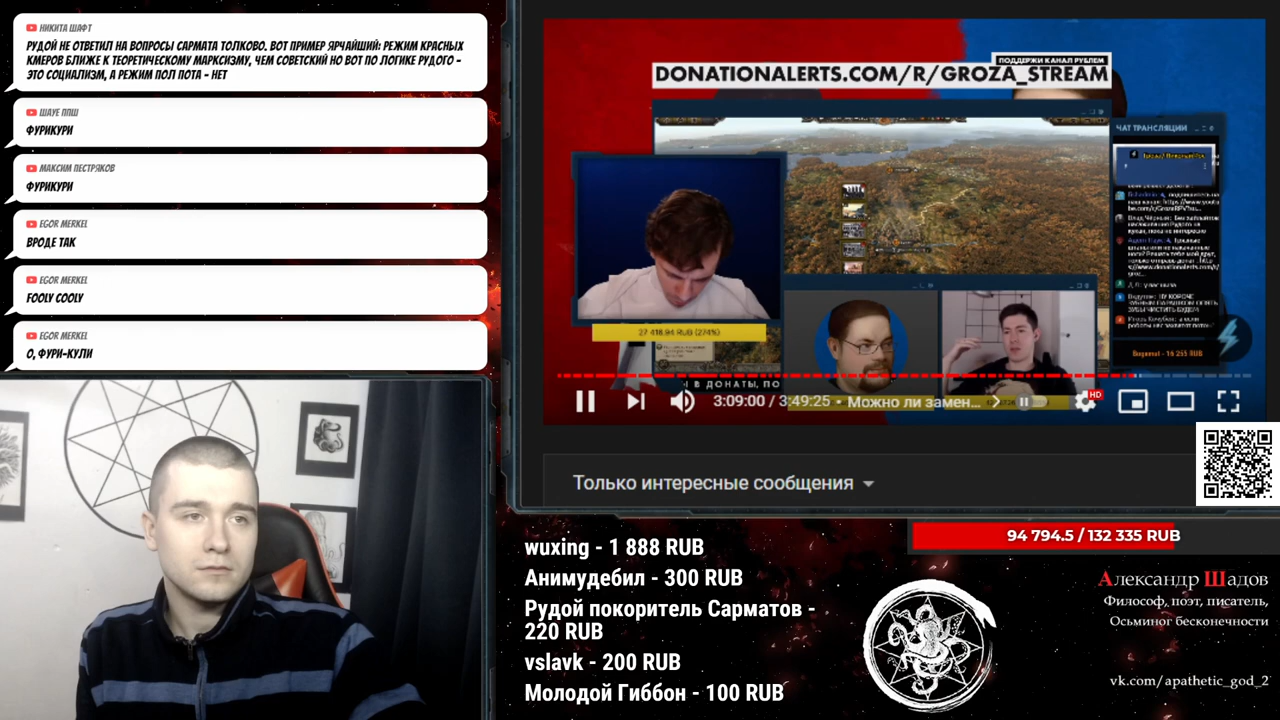 НИКИТА ШАФТ
РУДОЙ НЕ ОТВЕТИЛ НА ВОПРОСЫ САРМАТА ТОЛКОВО. ВОТ ПРИМЕР ЯРЧАЙШИЙ: РЕЖИМ КРАСНЫХ
КМЕРОВ БЛИЖЕ К ТЕОРЕТИЧЕСКОМУ МАРКСИЗМУ, ЧЕМ СОВЕТСКИЙ НО ВОТ ПО ЛОГИКЕ РУДОГО -
ЭТО СОЦИАЛИЗМ, А РЕЖИМ ПОЛ ПОТА - НЕТ
ШАУЕ ППШ
ФУРИКУРИ
МАКСИМ ПЕСТРЯКОВ
ФУРИКУРИ
EGOR MERKEL
ВРОДЕ ТАК
EGOR MERKEL
FOOLY COOLY
EGOR MERKEL
О, ФУРИ-КУЛИ
ПОДДЕРЖИ КАНАЛ РУБЛЕМ
DONATIONALERTS.COM/R/GROZA_STREAM
ЧАТ ТРАНСЛЯЦИИ
27 418.94 RUB (274%)
Ы В ДОНАТЫ, ПО
3:09:00 / 3:49:25 • Можно ли замен...
HD
Только интересные сообщения
94 794.5 / 132 335 RUB
wuxing - 1 888 RUB
Анимудебил - 300 RUB
Рудой покоритель Сарматов -
220 RUB
vslavk - 200 RUB
Молодой Гиббон - 100 RUB
Александр Шадов
Философ, поэт, писатель,
Осьминог бесконечности
vk.com/apathetic_god_2